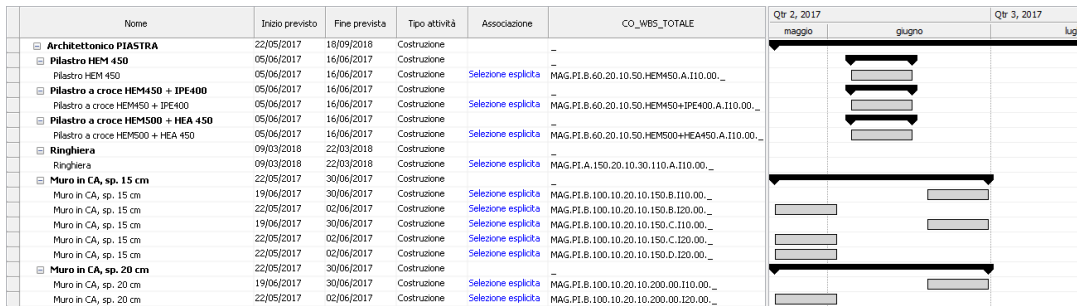 Nome Inizio previsto Fine prevista Tipo attività Associazione CO_WBS_TOTALE Qtr 2, 2017 Qtr 3, 2017
maggio giugno lug
Architettonico PIASTRA 22/05/2017 18/09/2018 Costruzione _
Pilastro HEM 450 05/06/2017 16/06/2017 Costruzione _
Pilastro HEM 450 05/06/2017 16/06/2017 Costruzione Selezione esplicita MAG.PI.B.60.20.10.50.HEM450.A.I10.00._
Pilastro a croce HEM450 + IPE400 05/06/2017 16/06/2017 Costruzione _
Pilastro a croce HEM450 + IPE400 05/06/2017 16/06/2017 Costruzione Selezione esplicita MAG.PI.B.60.20.10.50.HEM450+IPE400.A.I10.00._
Pilastro a croce HEM500 + HEA 450 05/06/2017 16/06/2017 Costruzione _
Pilastro a croce HEM500 + HEA 450 05/06/2017 16/06/2017 Costruzione Selezione esplicita MAG.PI.B.60.20.10.50.HEM500+HEA450.A.I10.00._
Ringhiera 09/03/2018 22/03/2018 Costruzione _
Ringhiera 09/03/2018 22/03/2018 Costruzione Selezione esplicita MAG.PI.A.150.20.10.30.110.A.I10.00._
Muro in CA, sp. 15 cm 22/05/2017 30/06/2017 Costruzione _
Muro in CA, sp. 15 cm 19/06/2017 30/06/2017 Costruzione Selezione esplicita MAG.PI.B.100.10.20.10.150.B.I10.00._
Muro in CA, sp. 15 cm 22/05/2017 02/06/2017 Costruzione Selezione esplicita MAG.PI.B.100.10.20.10.150.B.I20.00._
Muro in CA, sp. 15 cm 19/06/2017 30/06/2017 Costruzione Selezione esplicita MAG.PI.B.100.10.20.10.150.C.I10.00._
Muro in CA, sp. 15 cm 22/05/2017 02/06/2017 Costruzione Selezione esplicita MAG.PI.B.100.10.20.10.150.C.I20.00._
Muro in CA, sp. 15 cm 22/05/2017 02/06/2017 Costruzione Selezione esplicita MAG.PI.B.100.10.20.10.150.D.I20.00._
Muro in CA, sp. 20 cm 22/05/2017 30/06/2017 Costruzione _
Muro in CA, sp. 20 cm 19/06/2017 30/06/2017 Costruzione Selezione esplicita MAG.PI.B.100.10.20.10.200.00.I10.00._
Muro in CA, sp. 20 cm 22/05/2017 02/06/2017 Costruzione Selezione esplicita MAG.PI.B.100.10.20.10.200.00.I20.00._